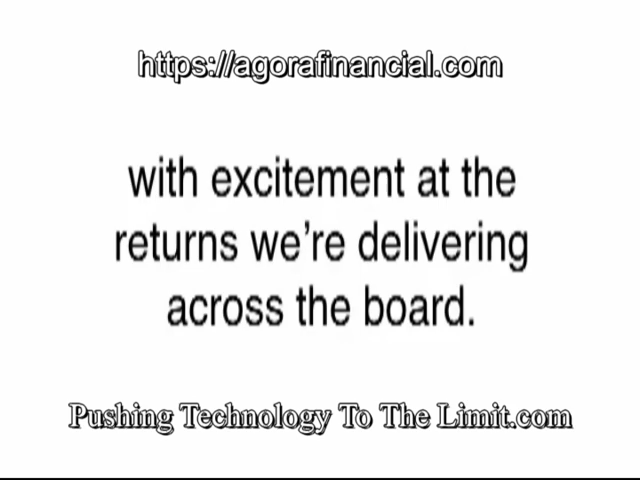 https://agorafinancial.com
with excitement at the
returns we're delivering
across the board.
Pushing Technology To The Limit.com